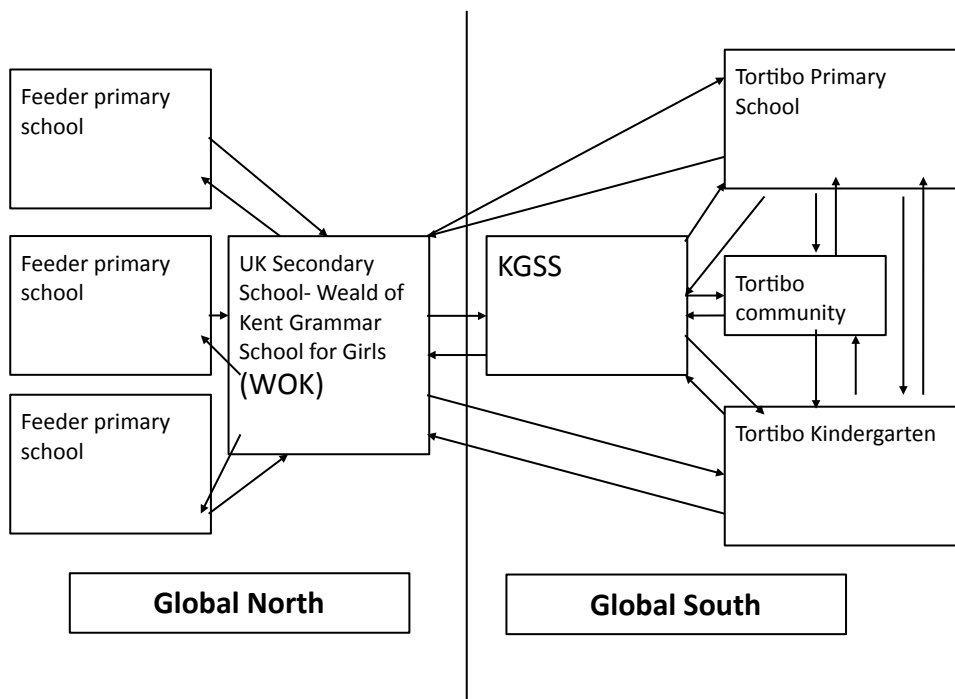 Feeder primary
school
Feeder primary
school
Feeder primary
school
UK Secondary
School- Weald of
Kent Grammar
School for Girls
(WOK)
KGSS
Tortibo Primary
School
Tortibo
community
Tortibo Kindergarten
Global North
Global South